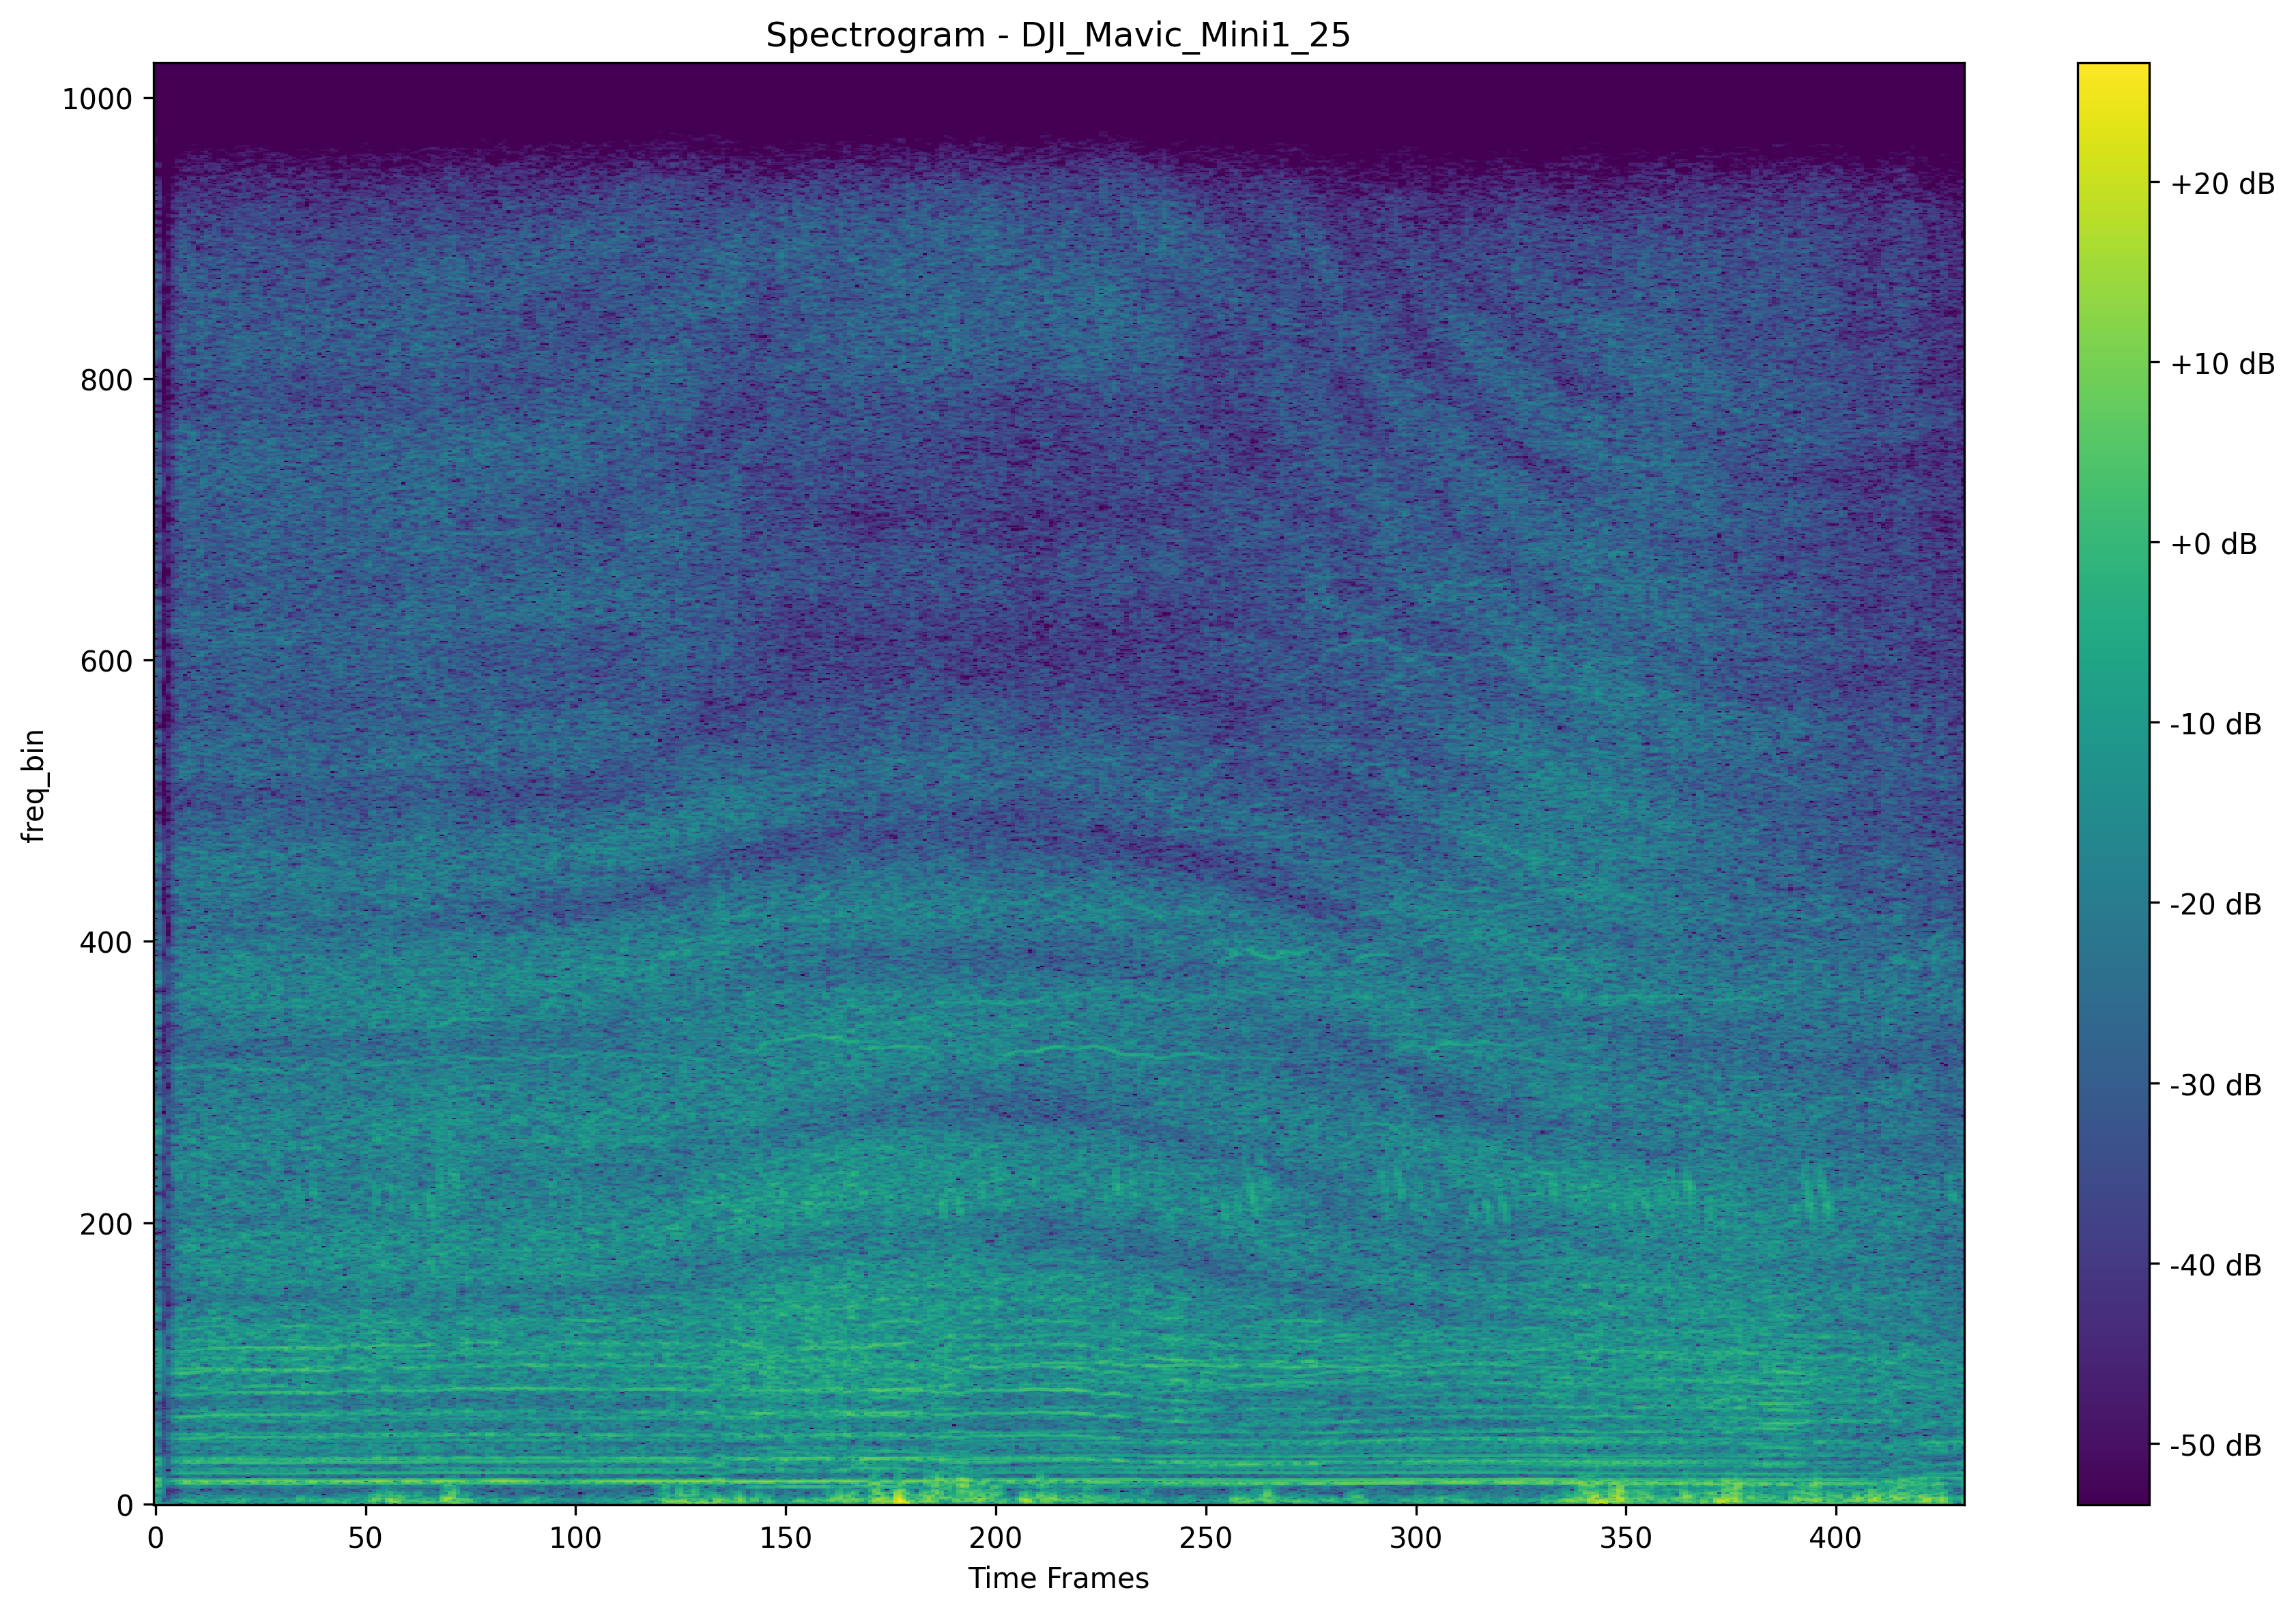 Spectrogram - DJI_Mavic_Mini1_25
1000
800
600
400
200
0
freq_bin
0 50 100 150 200 250 300 350 400
Time Frames
+20 dB
+10 dB
+0 dB
-10 dB
-20 dB
-30 dB
-40 dB
-50 dB